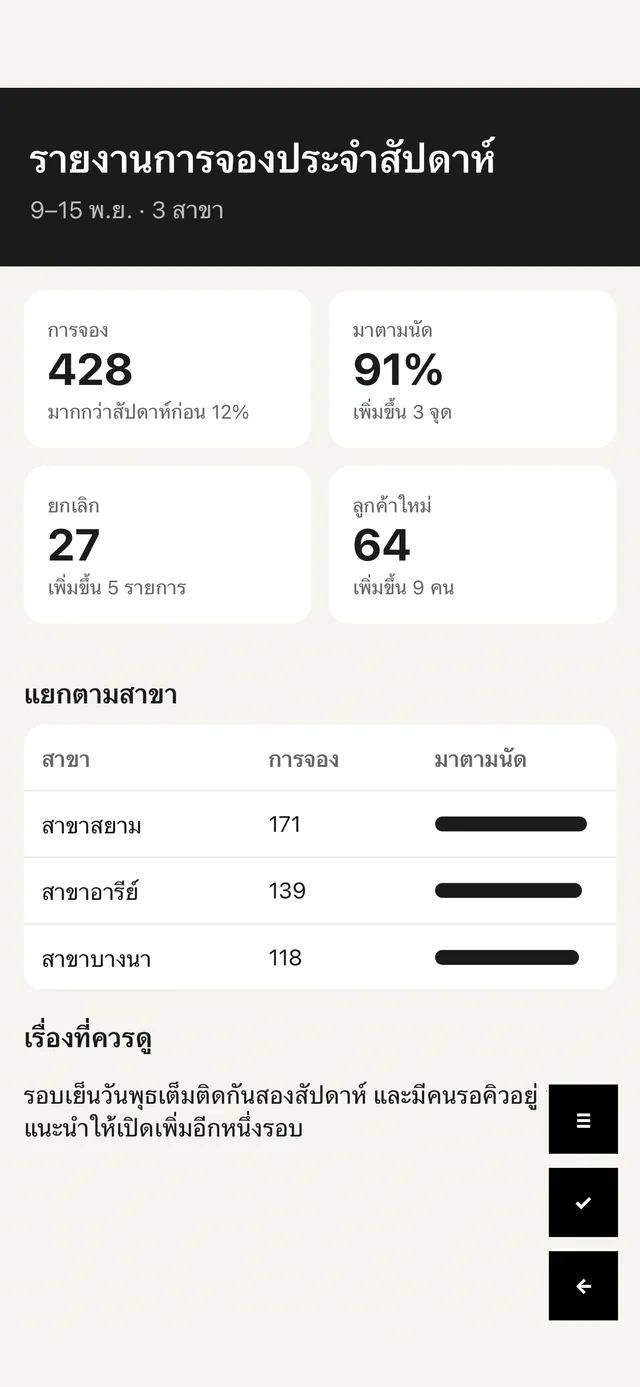 รายงานการจองประจำสัปดาห์
9–15 พ.ย. · 3 สาขา
การจอง
428
มากกว่าสัปดาห์ก่อน 12%
มาตามนัด
91%
เพิ่มขึ้น 3 จุด
ยกเลิก
27
เพิ่มขึ้น 5 รายการ
ลูกค้าใหม่
64
เพิ่มขึ้น 9 คน
แยกตามสาขา
สาขา การจอง มาตามนัด
สาขาสยาม 171
สาขาอารีย์ 139
สาขาบางนา 118
เรื่องที่ควรดู
รอบเย็นวันพุธเต็มติดกันสองสัปดาห์ และมีคนรอคิวอยู่
แนะนำให้เปิดเพิ่มอีกหนึ่งรอบ